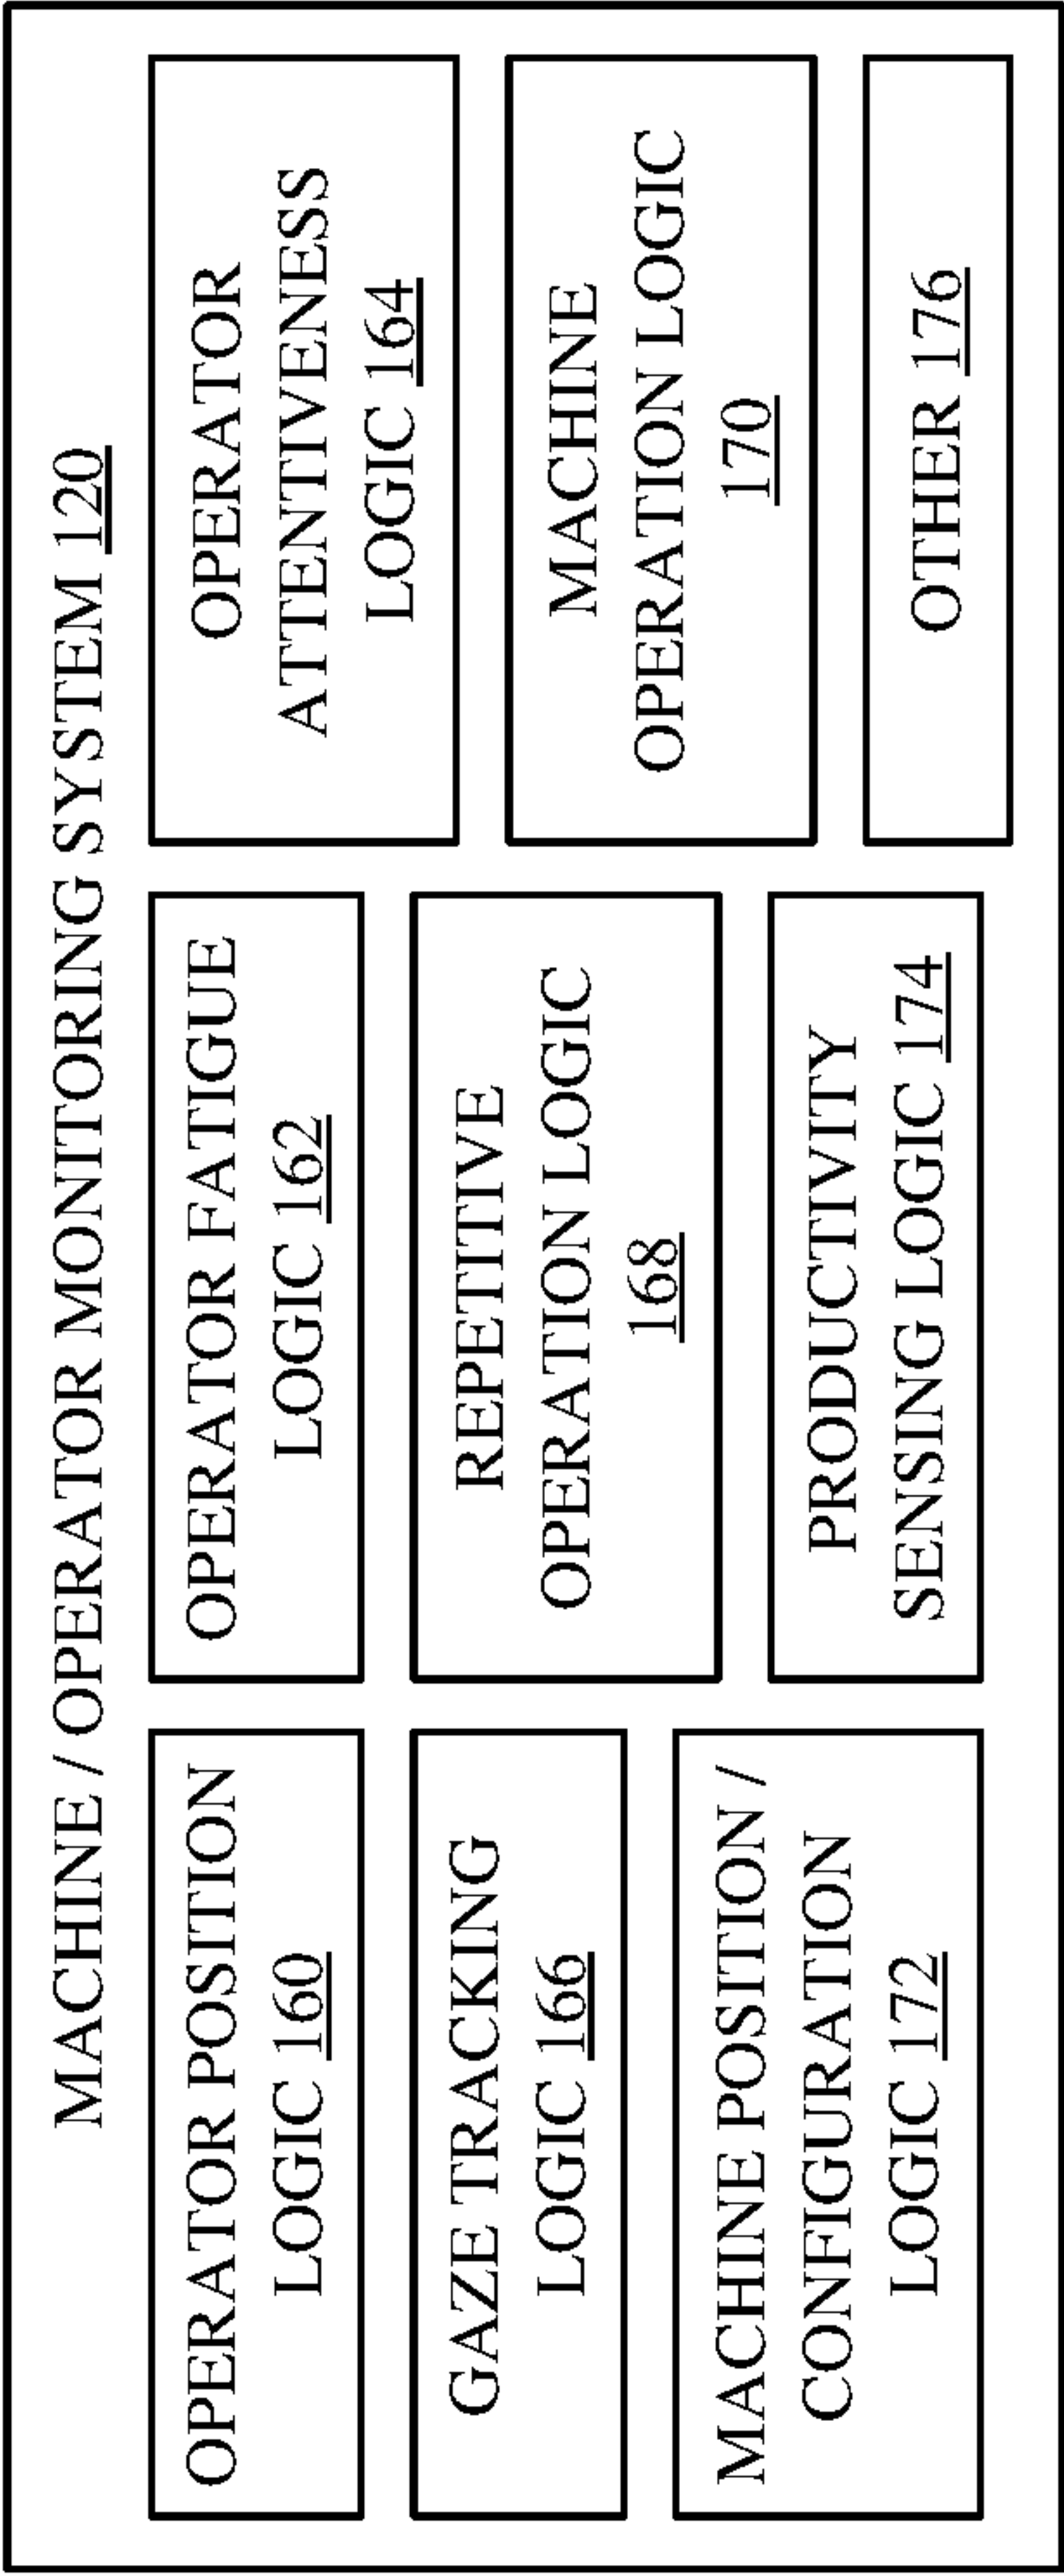 MACHINE / OPERATOR MONITORING SYSTEM 120
OPERATOR POSITION
LOGIC 160
OPERATOR FATIGUE
LOGIC 162
OPERATOR
ATTENTIVENESS
LOGIC 164
GAZE TRACKING
LOGIC 166
REPETITIVE
OPERATION LOGIC
168
MACHINE
OPERATION LOGIC
170
MACHINE POSITION /
CONFIGURATION
LOGIC 172
PRODUCTIVITY
SENSING LOGIC 174
OTHER 176